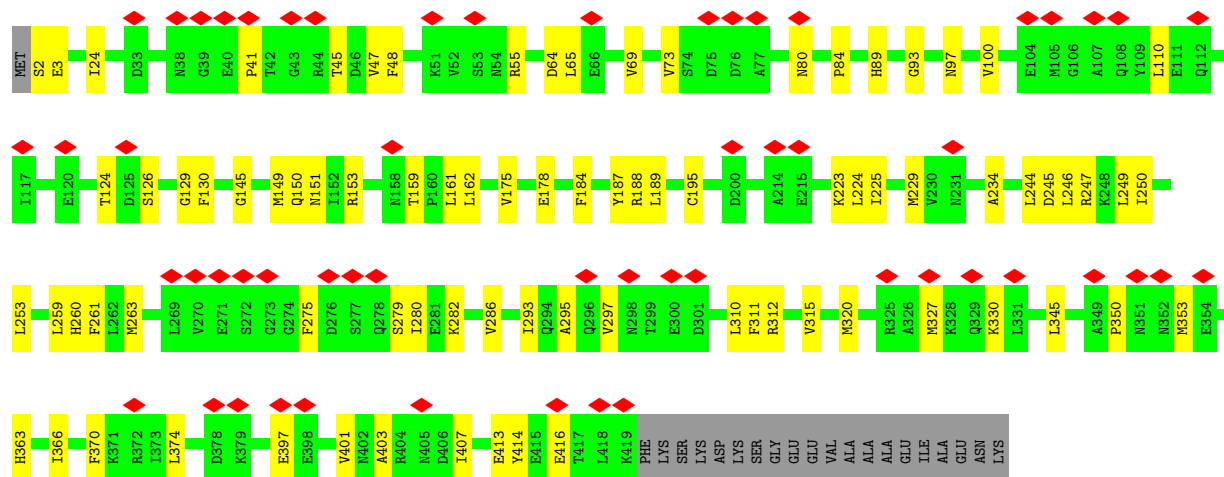 MET S2 E3 I24 D33 N38 G39 E40 P41 T42 G43 R44 T45 D46 V47 F48 K51 V52 S53 N54 R55 D64 L65 E66 V69 V73 S74 D75 D76 A77 N80 P84 H89 G93 N97 V100 E104 M105 G106 A107 Q108 Y109 L110 E111 Q112
I117 E120 T124 D125 S126 G129 F130 G145 M149 Q150 N151 I152 R153 N158 T159 P160 L161 L162 V175 E178 F184 Y187 R188 L189 C195 D200 A214 E215 K223 L224 I225 M229 V230 N231 A234 L244 D245 L246 R247 K248 L249 I250
L253 L259 H260 F261 L262 M263 L269 V270 E271 S272 G273 G274 F275 D276 S277 Q278 S279 I280 E281 K282 V286 I293 Q294 A295 Q296 V297 N298 T299 E300 D301 L310 F311 R312 V315 M320 R325 A326 M327 K328 Q329 K330 L331 L345 A349 P350 N351 N352 M353 E354
H363 I366 F370 K371 R372 I373 L374 D378 K379 E397 E398 V401 N402 A403 R404 N405 D406 I407 E413 Y414 E415 E416 T417 L418 K419 PHE LYS SER LYS ASP LYS SER GLY GLU GLU VAL ALA ALA ALA GLU ILE ALA GLU ASN LYS